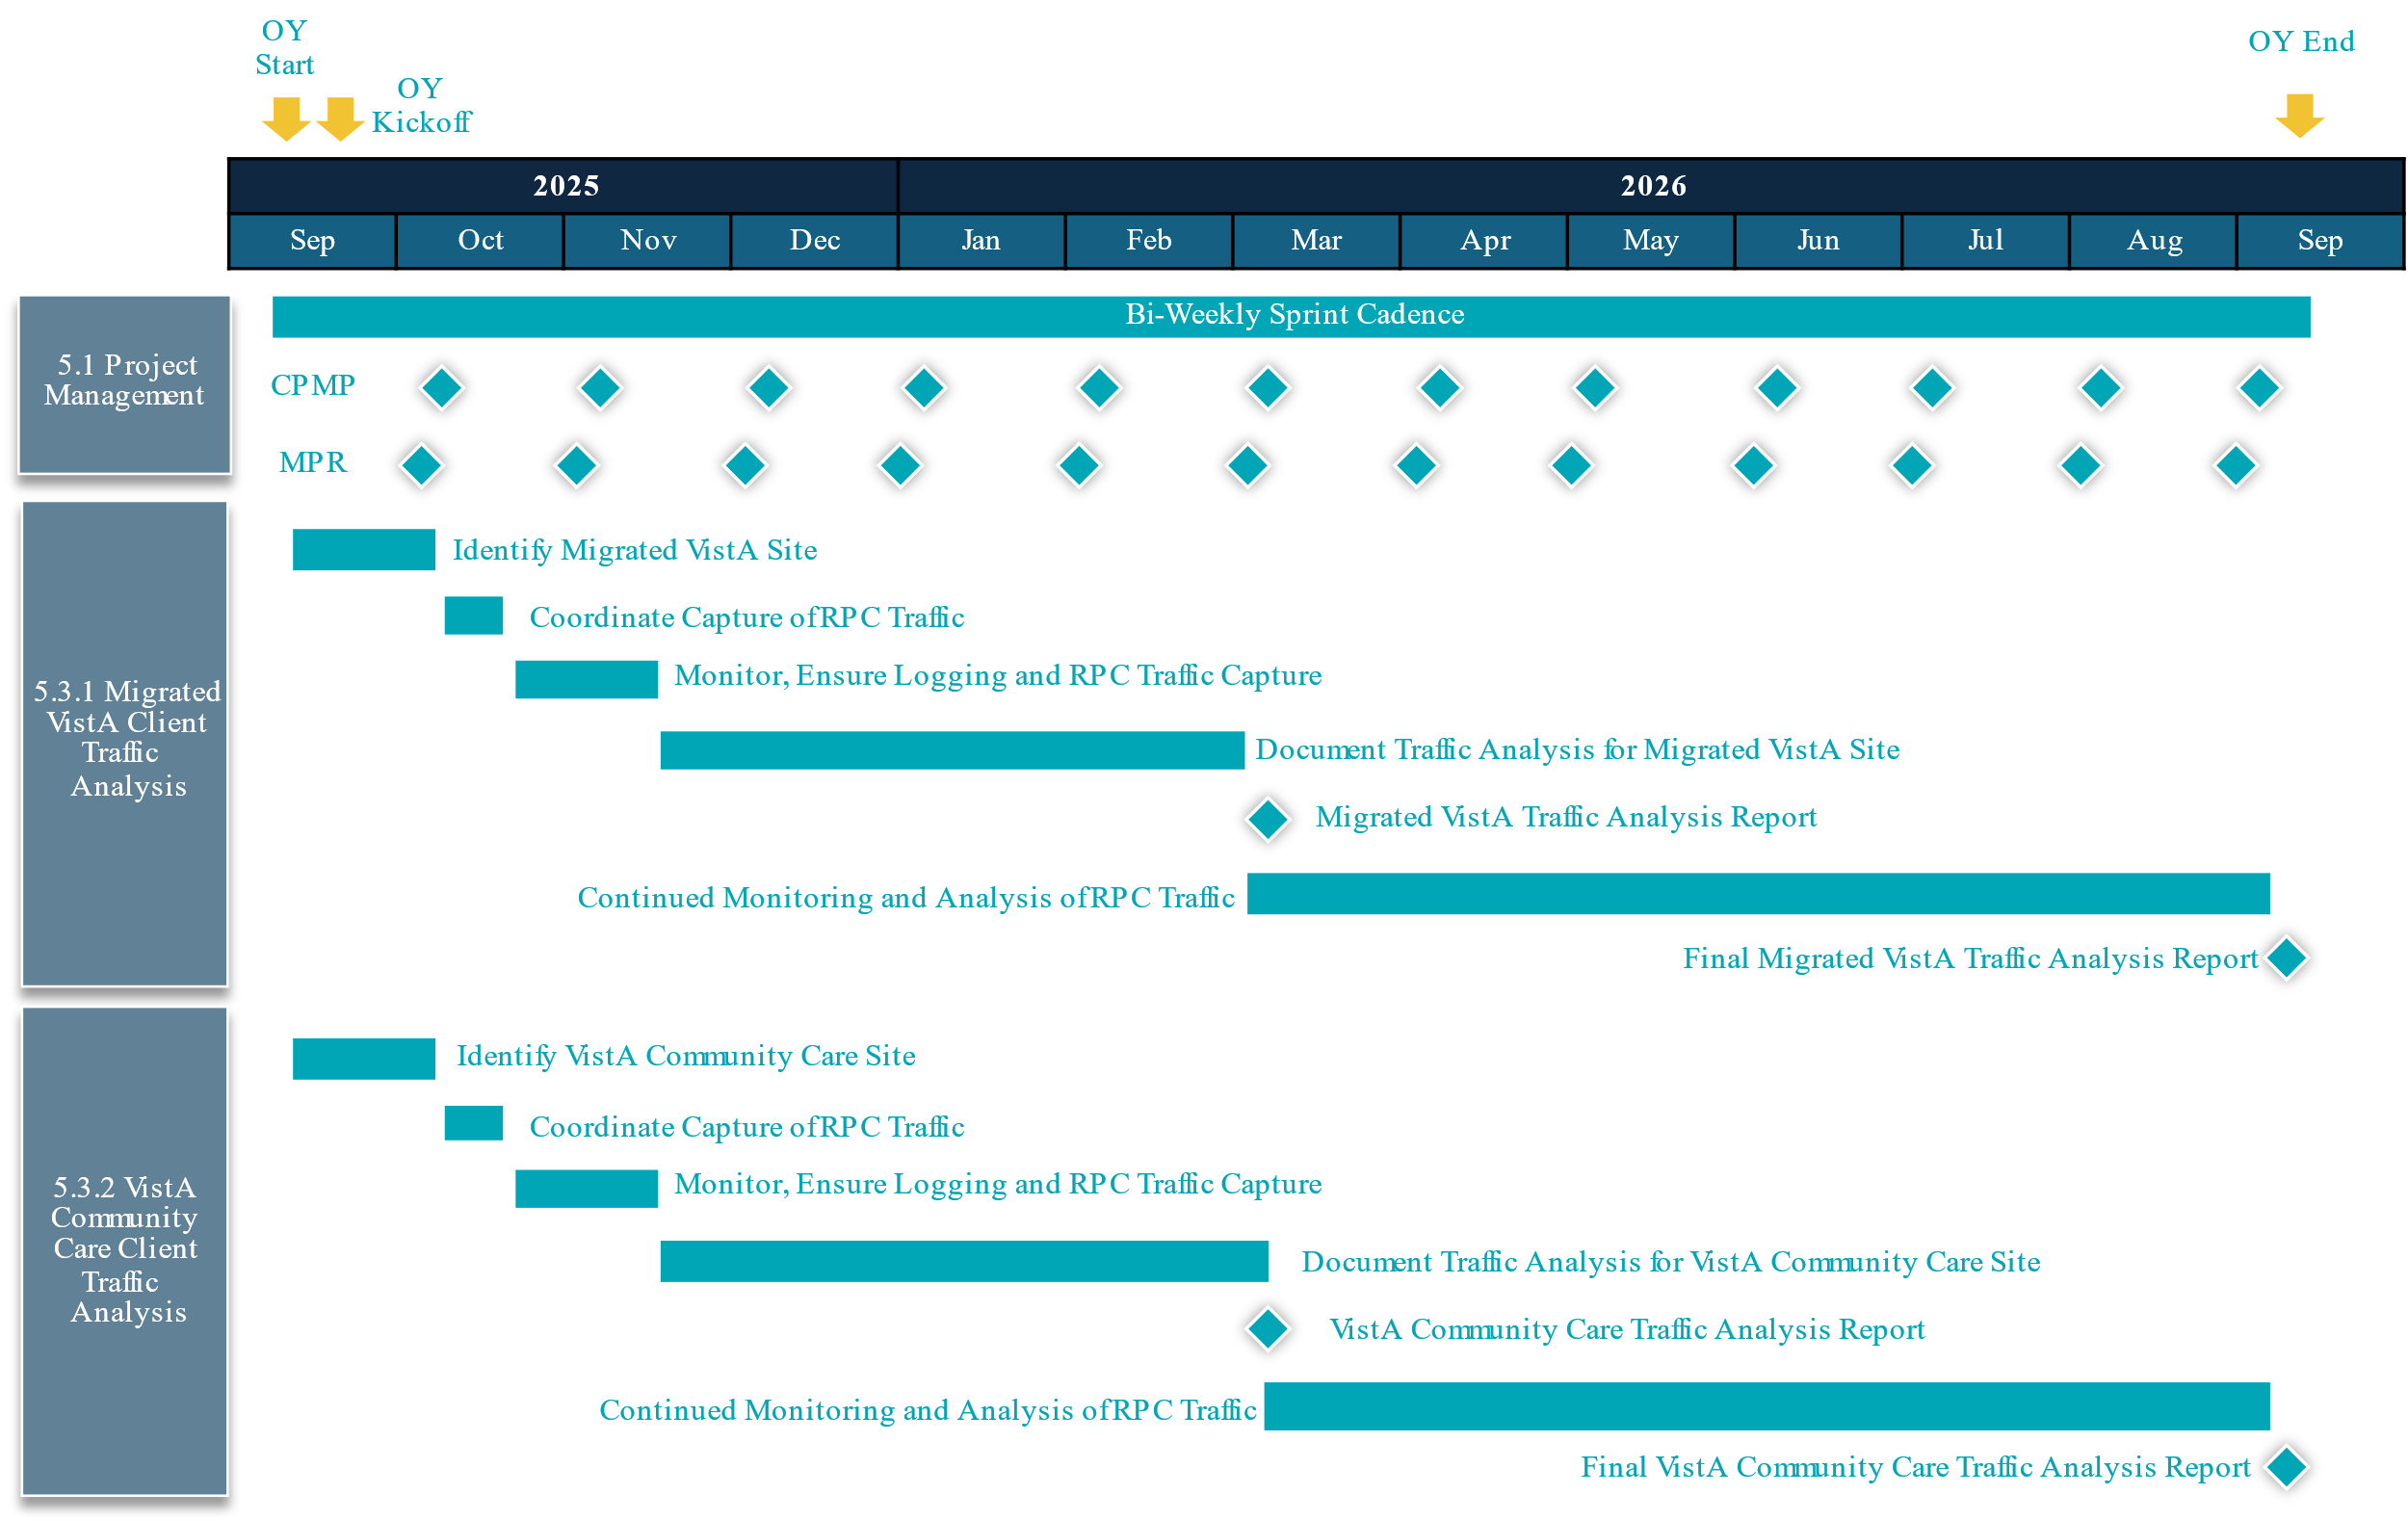 OY
Start
OY
Kickoff
OY End
2025
2026
Sep
Oct
Nov
Dec
Jan
Feb
Mar
Apr
May
Jun
Jul
Aug
Sep
5.1 Project
Management
Bi-Weekly Sprint Cadence
CPMP
MPR
5.3.1 Migrated
VistA Client
Traffic
Analysis
Identify Migrated VistA Site
Coordinate Capture of RPC Traffic
Monitor, Ensure Logging and RPC Traffic Capture
Document Traffic Analysis for Migrated VistA Site
Migrated VistA Traffic Analysis Report
Continued Monitoring and Analysis of RPC Traffic
Final Migrated VistA Traffic Analysis Report
5.3.2 VistA
Community
Care Client
Traffic
Analysis
Identify VistA Community Care Site
Coordinate Capture of RPC Traffic
Monitor, Ensure Logging and RPC Traffic Capture
Document Traffic Analysis for VistA Community Care Site
VistA Community Care Traffic Analysis Report
Continued Monitoring and Analysis of RPC Traffic
Final VistA Community Care Traffic Analysis Report